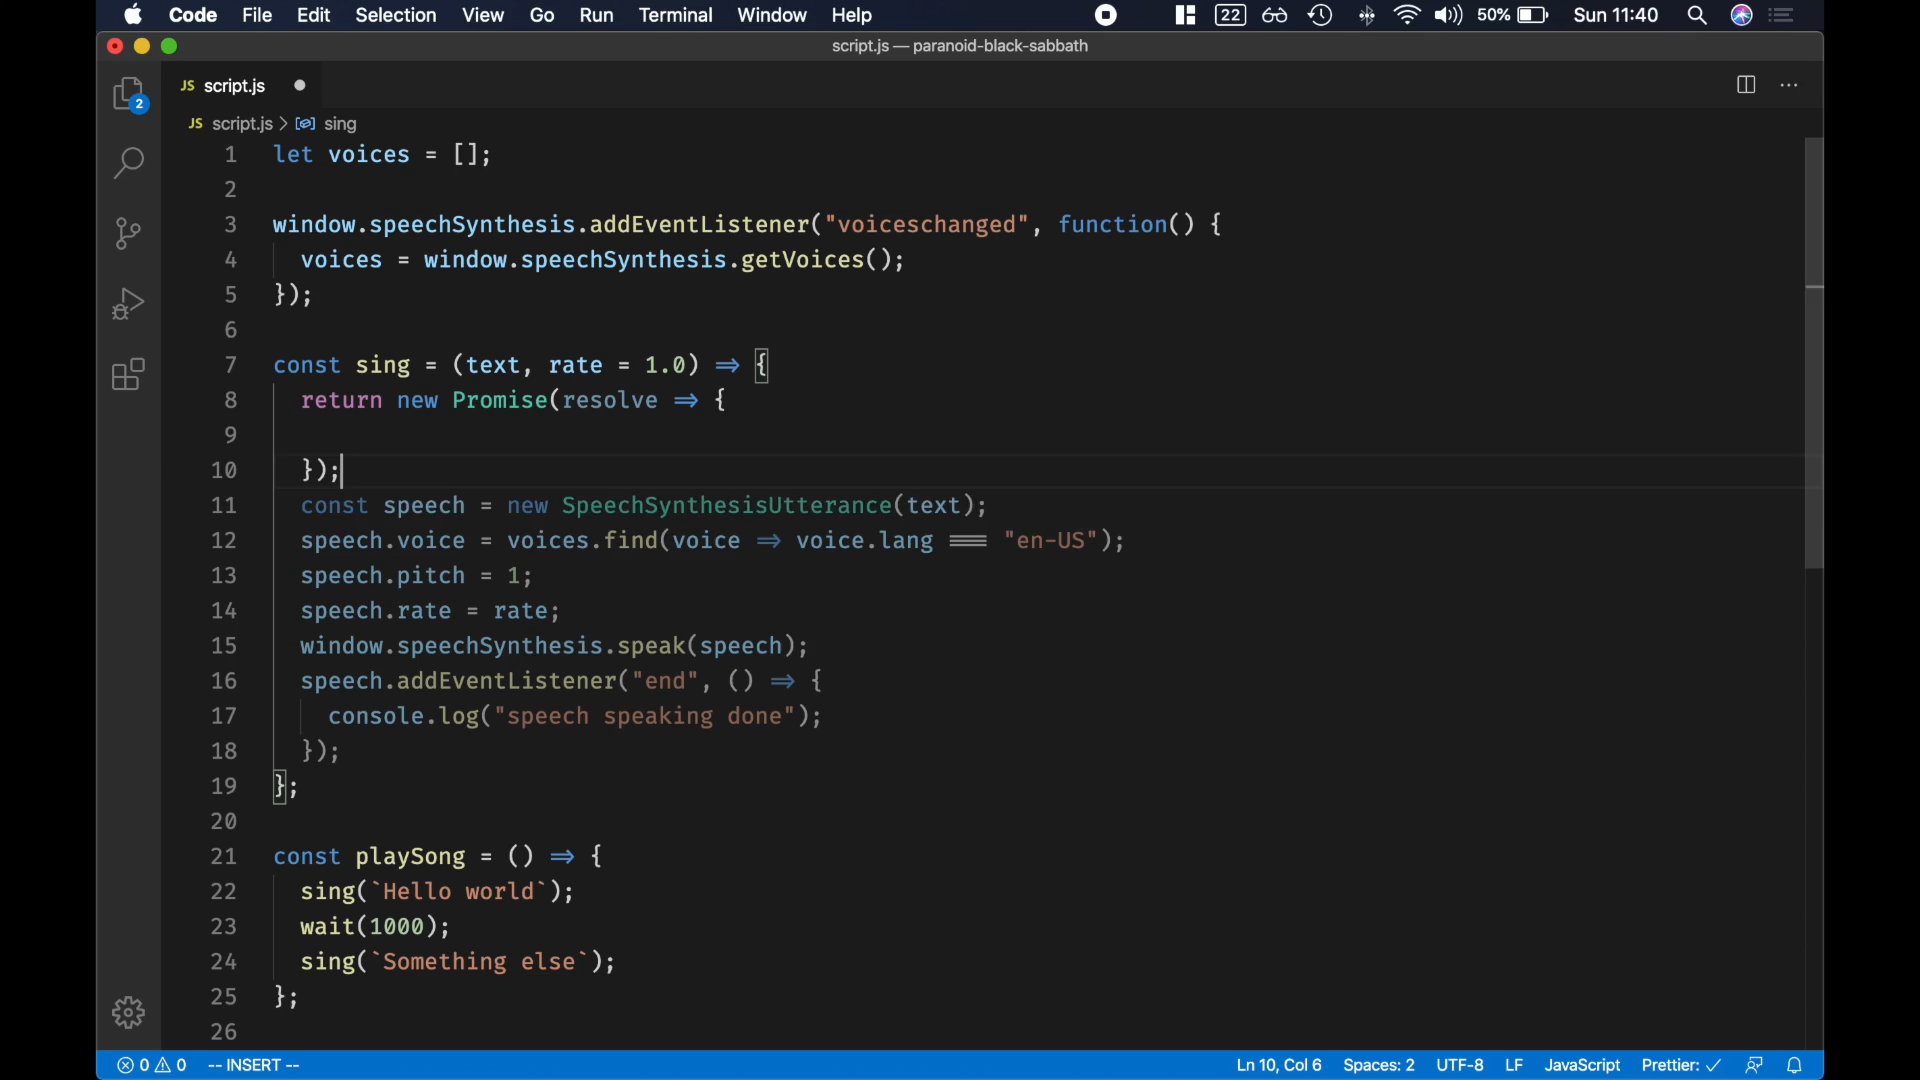 Code File Edit Selection View Go Run Terminal Window Help 22 50% Sun 11:40
script.js — paranoid-black-sabbath
2
JS script.js
JS script.js > sing
1 let voices = [];
2
3 window.speechSynthesis.addEventListener("voiceschanged", function() {
4 voices = window.speechSynthesis.getVoices();
5 });
6
7 const sing = (text, rate = 1.0) => {
8 return new Promise(resolve => {
9
10 });
11 const speech = new SpeechSynthesisUtterance(text);
12 speech.voice = voices.find(voice => voice.lang === "en-US");
13 speech.pitch = 1;
14 speech.rate = rate;
15 window.speechSynthesis.speak(speech);
16 speech.addEventListener("end", () => {
17 console.log("speech speaking done");
18 });
19 };
20
21 const playSong = () => {
22 sing(`Hello world`);
23 wait(1000);
24 sing(`Something else`);
25 };
26
0 0 -- INSERT -- Ln 10, Col 6 Spaces: 2 UTF-8 LF JavaScript Prettier: ✓